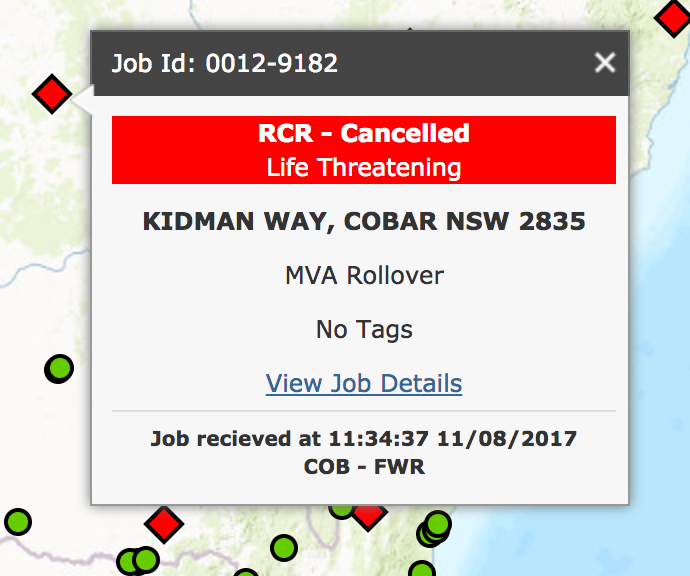 Job Id: 0012-9182
RCR - Cancelled
Life Threatening
KIDMAN WAY, COBAR NSW 2835
MVA Rollover
No Tags
View Job Details
Job recieved at 11:34:37 11/08/2017
COB - FWR